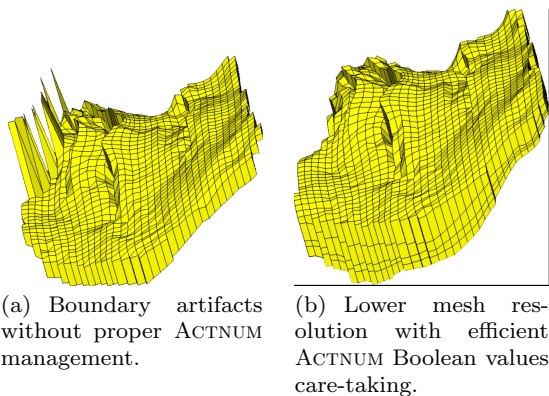 (a) Boundary artifacts
without proper ACTNUM
management.
(b) Lower mesh res-
olution with efficient
ACTNUM Boolean values
care-taking.